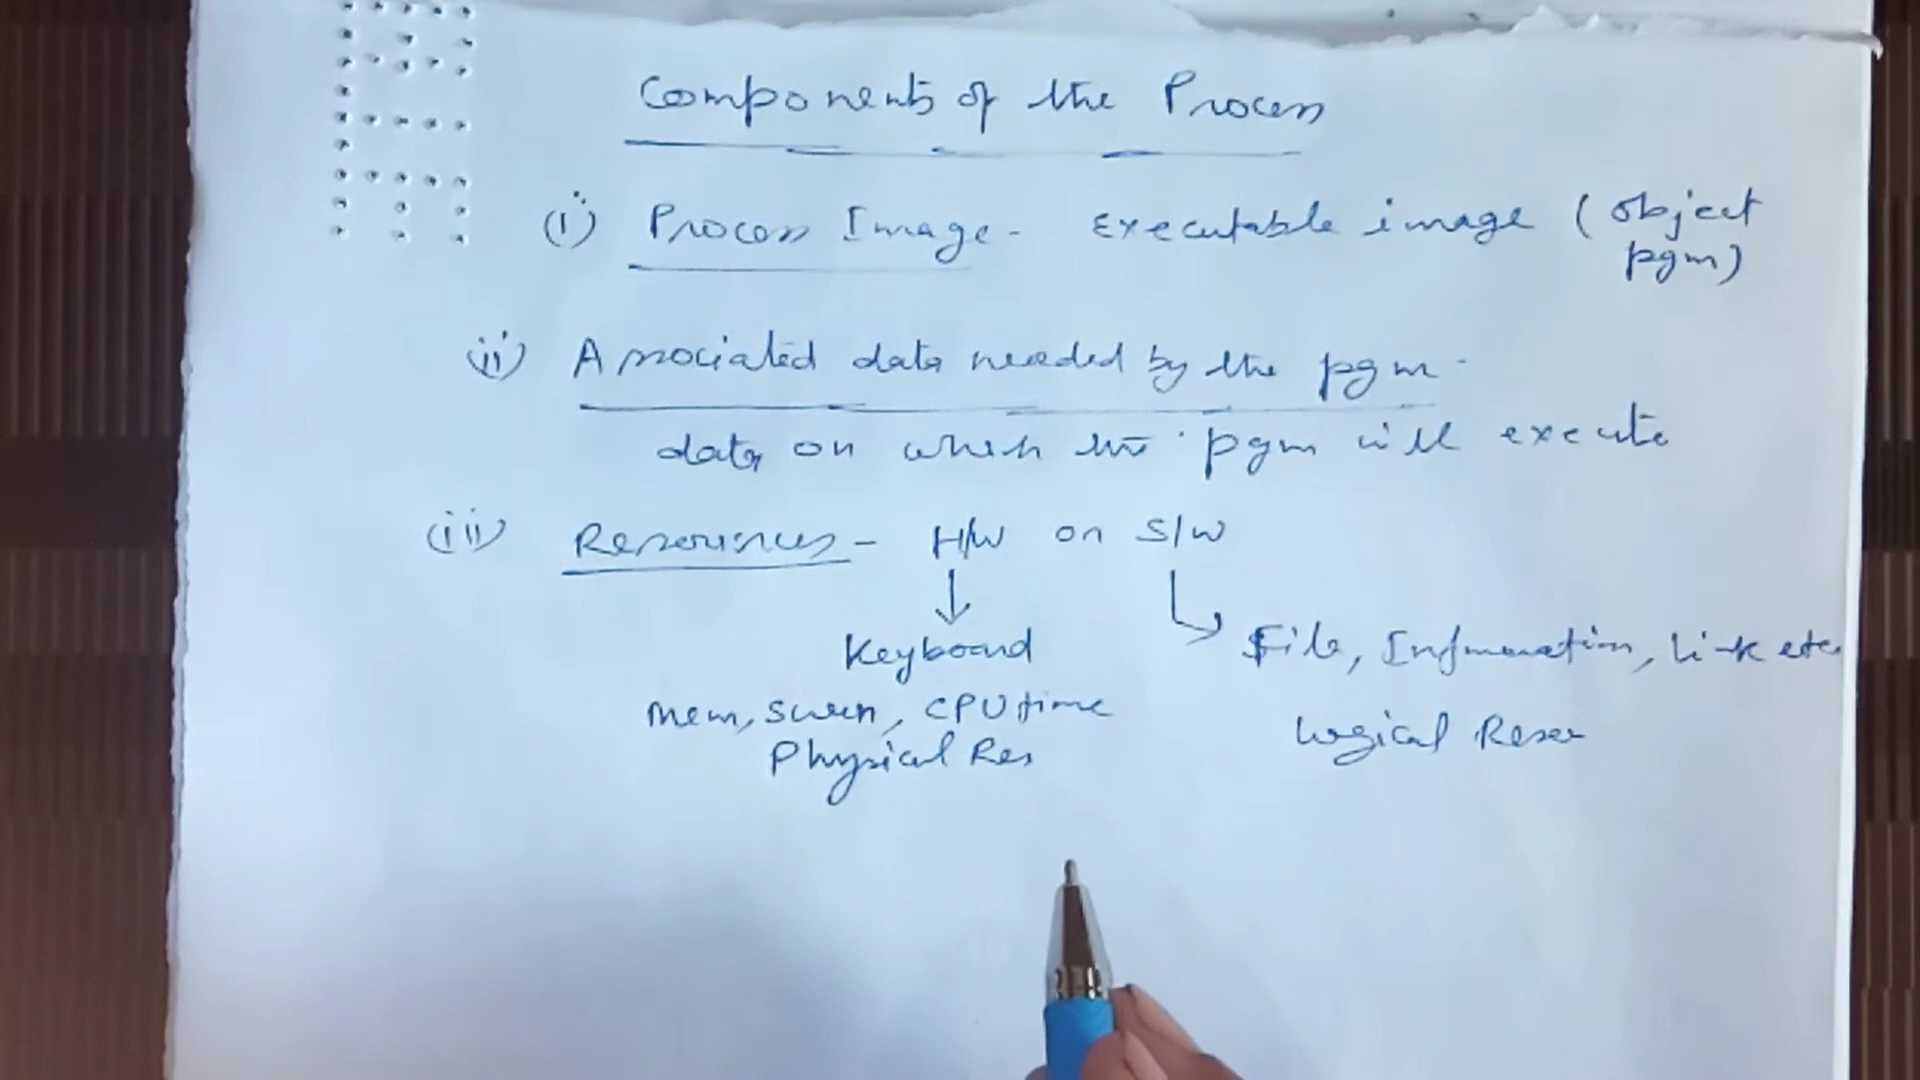 Components of the Process
(i) Process Image - Executable image (object
pgm)
(ii) Associated data needed by the pgm -
data on which the pgm will execute
(iii) Resources - H/W or S/W
Keyboard
File, Information, Link etc.
Mem, Screen, CPU time
Physical Res
Logical Resou